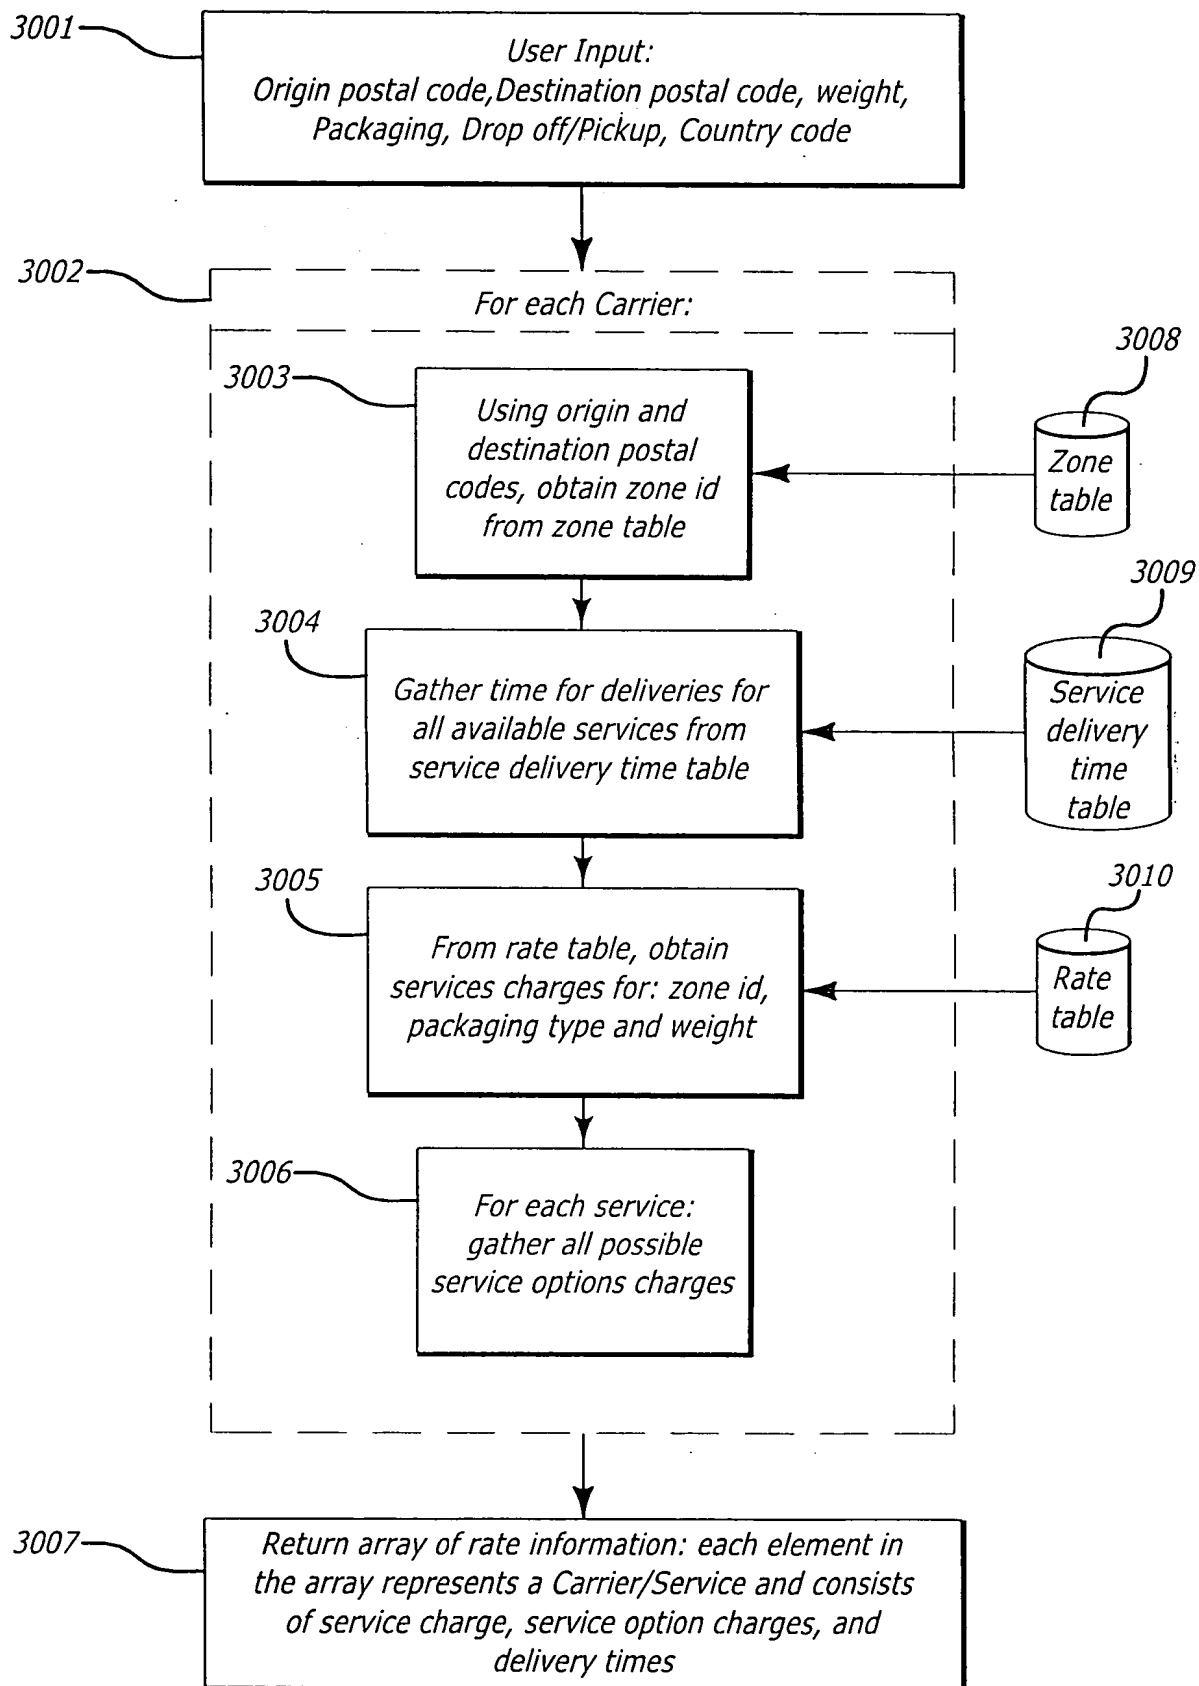 3001
User Input:
Origin postal code,Destination postal code, weight,
Packaging, Drop off/Pickup, Country code
3002
For each Carrier:
3003
Using origin and
destination postal
codes, obtain zone id
from zone table
3008
Zone
table
3004
Gather time for deliveries for
all available services from
service delivery time table
3009
Service
delivery
time
table
3005
From rate table, obtain
services charges for: zone id,
packaging type and weight
3010
Rate
table
3006
For each service:
gather all possible
service options charges
3007
Return array of rate information: each element in
the array represents a Carrier/Service and consists
of service charge, service option charges, and
delivery times